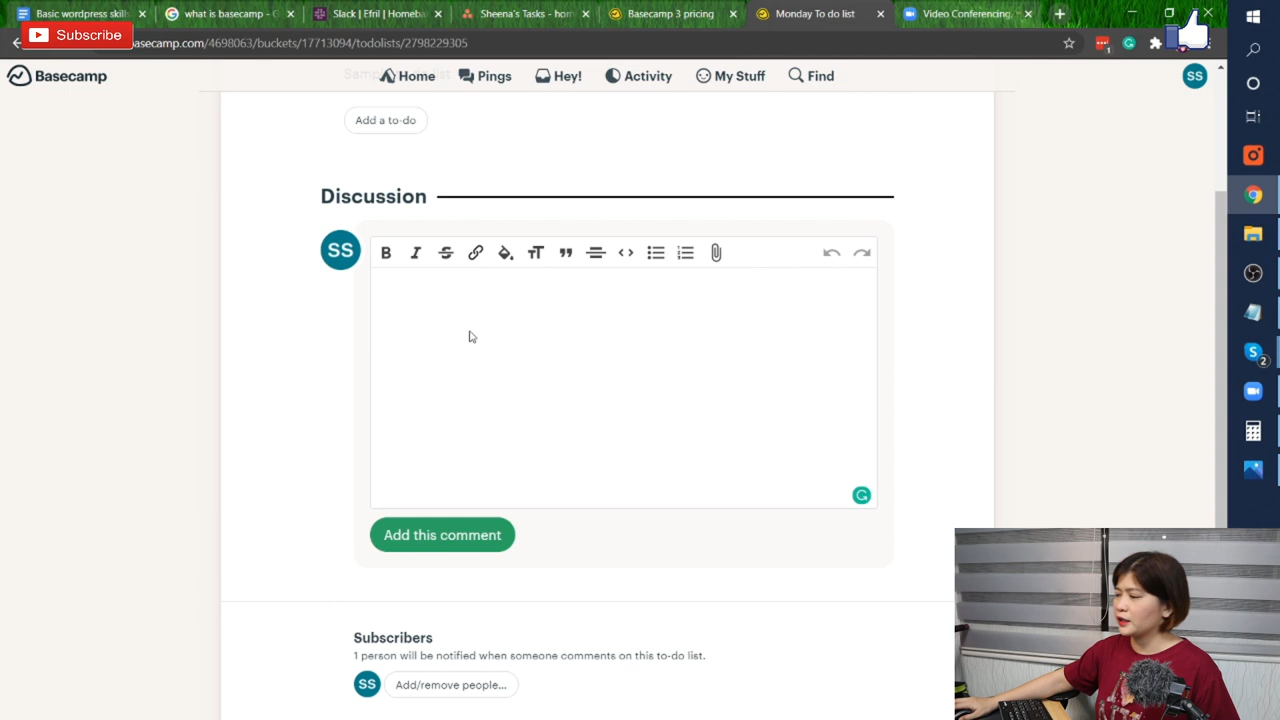 Basic wordpress skill
what is basecamp - G
Slack | Efril | Homeba
Sheena's Tasks - hom
Basecamp 3 pricing
Monday To do list
Video Conferencing,
Subscribe
asecamp.com/4698063/buckets/17713094/todolists/2798229305
1
Basecamp
Home
Pings
Hey!
Activity
My Stuff
Find
SS
Add a to-do
Discussion
SS
B
Add this comment
Subscribers
1 person will be notified when someone comments on this to-do list.
SS
Add/remove people...
2